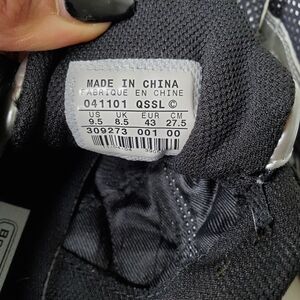 MADE IN CHINA
FABRIQUE EN CHINE
041101 QSSL ©
US UK EUR CM
9.5 8.5 43 27.5
309273 001 00